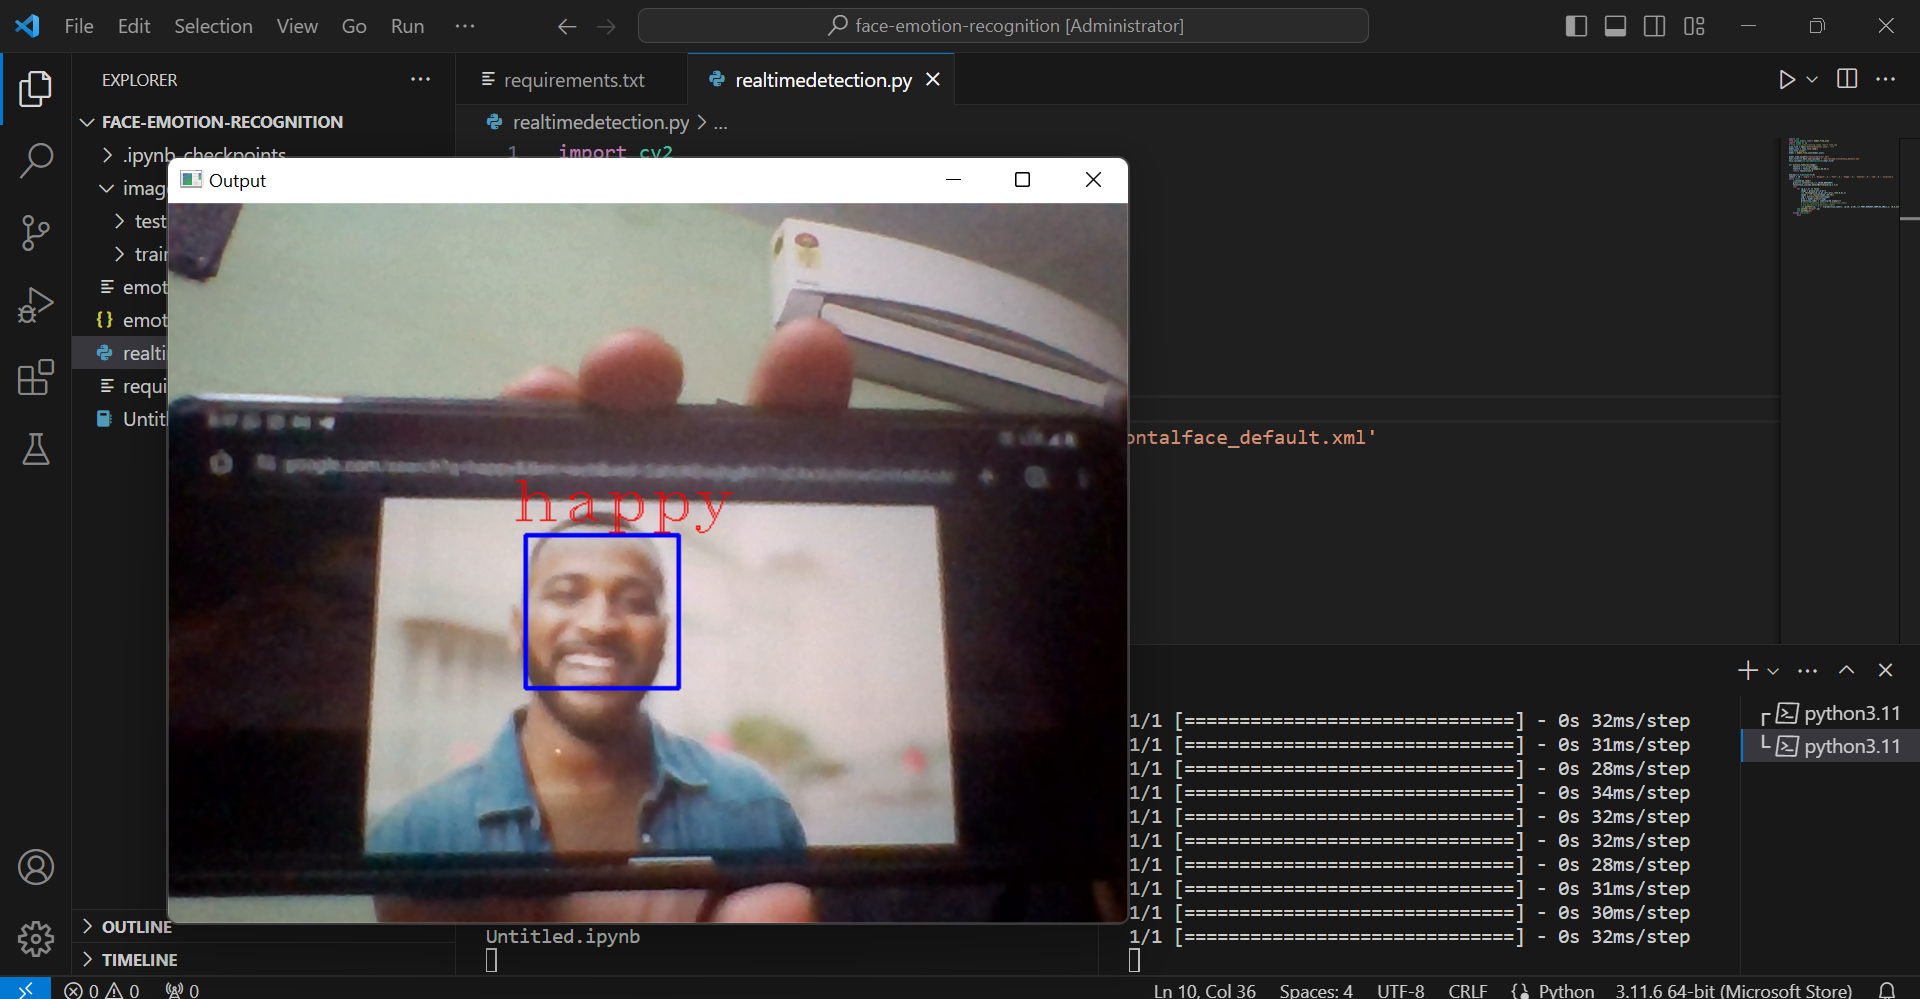 File Edit Selection View Go Run ···
face-emotion-recognition [Administrator]
EXPLORER ···
requirements.txt
realtimedetection.py
FACE-EMOTION-RECOGNITION
realtimedetection.py > ...
.ipynb_checkpoints
1 import cv2
imag
Output
test
trair
emot
{} emot
realti
requi
Untitl
ontalface_default.xml'
happy
1/1 [==============================] - 0s 32ms/step
1/1 [==============================] - 0s 31ms/step
1/1 [==============================] - 0s 28ms/step
1/1 [==============================] - 0s 34ms/step
1/1 [==============================] - 0s 32ms/step
1/1 [==============================] - 0s 32ms/step
1/1 [==============================] - 0s 28ms/step
1/1 [==============================] - 0s 31ms/step
1/1 [==============================] - 0s 30ms/step
1/1 [==============================] - 0s 32ms/step
python3.11
python3.11
OUTLINE
TIMELINE
Untitled.ipynb
0 0 0
Ln 10, Col 36 Spaces: 4 UTF-8 CRLF {} Python 3.11.6 64-bit (Microsoft Store)